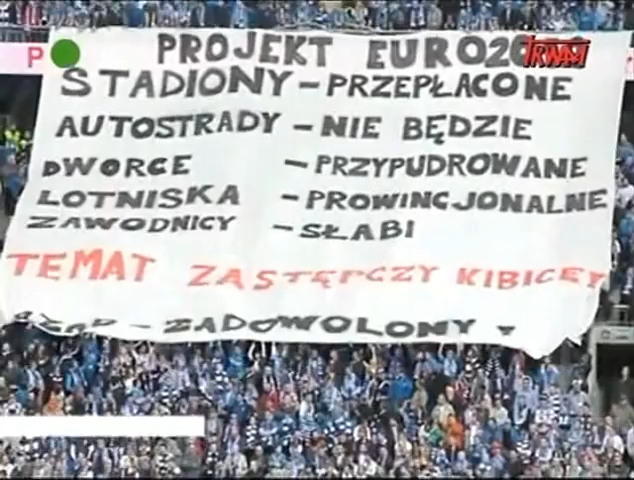 PROJEKT EURO20
TRWAM
P
STADIONY - PRZEPŁACONE
AUTOSTRADY - NIE BĘDZIE
DWORCE - PRZYPUDROWANE
LOTNISKA - PROWINCJONALNE
ZAWODNICY - SŁABI
TEMAT ZASTĘPCZY KIBICE!
- ZADOWOLONY